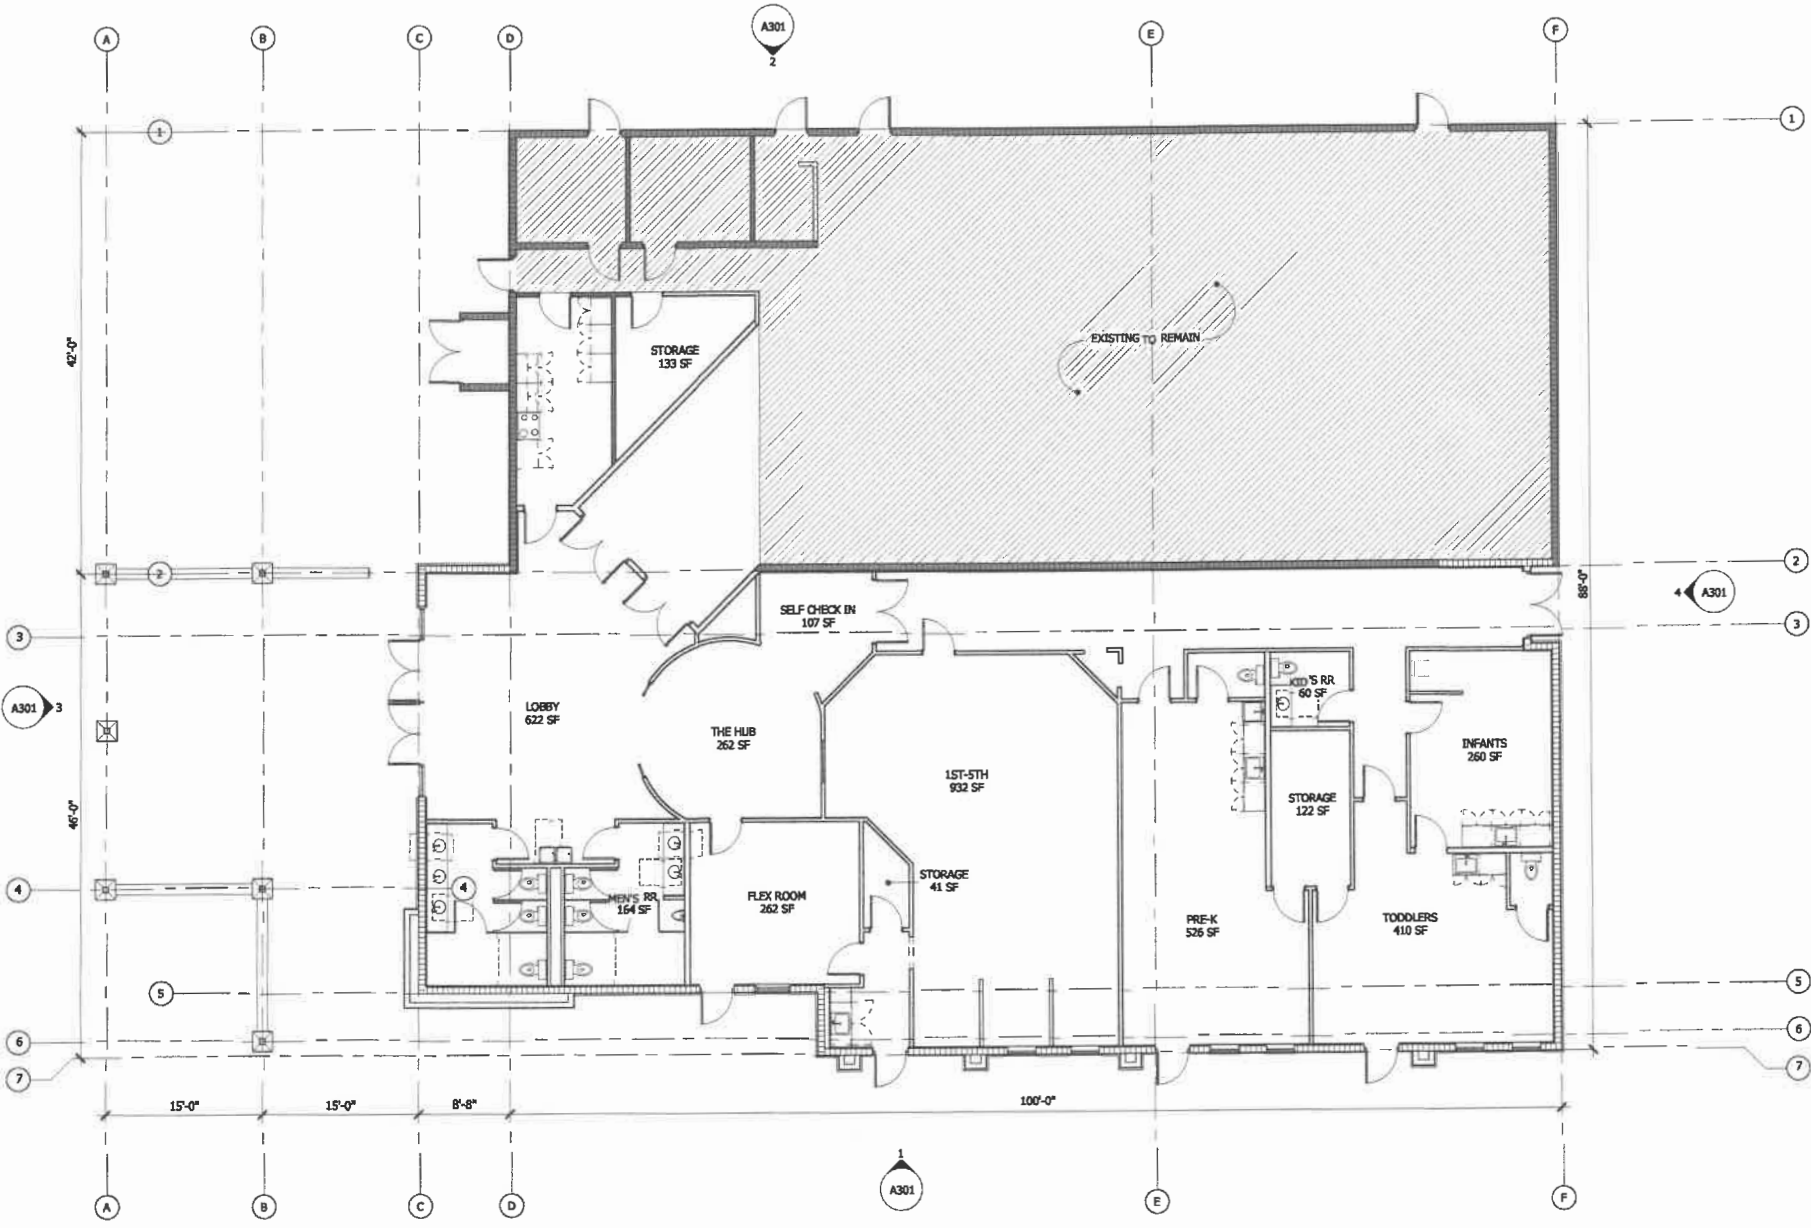 A
B
C
D
A301
2
E
F
1
1
42'-0"
STORAGE
133 SF
EXISTING TO REMAIN
2
2
88'-0"
4
A301
SELF CHECK IN
107 SF
3
3
A301
3
LOBBY
622 SF
THE HUB
262 SF
'S RR
60 SF
INFANTS
260 SF
1ST-5TH
932 SF
STORAGE
122 SF
46'-0"
4
4
MEN'S RR
164 SF
FLEX ROOM
262 SF
STORAGE
41 SF
PRE-K
526 SF
TODDLERS
410 SF
5
5
6
6
7
7
15'-0"
15'-0"
8'-8"
100'-0"
1
A301
A
B
C
D
E
F